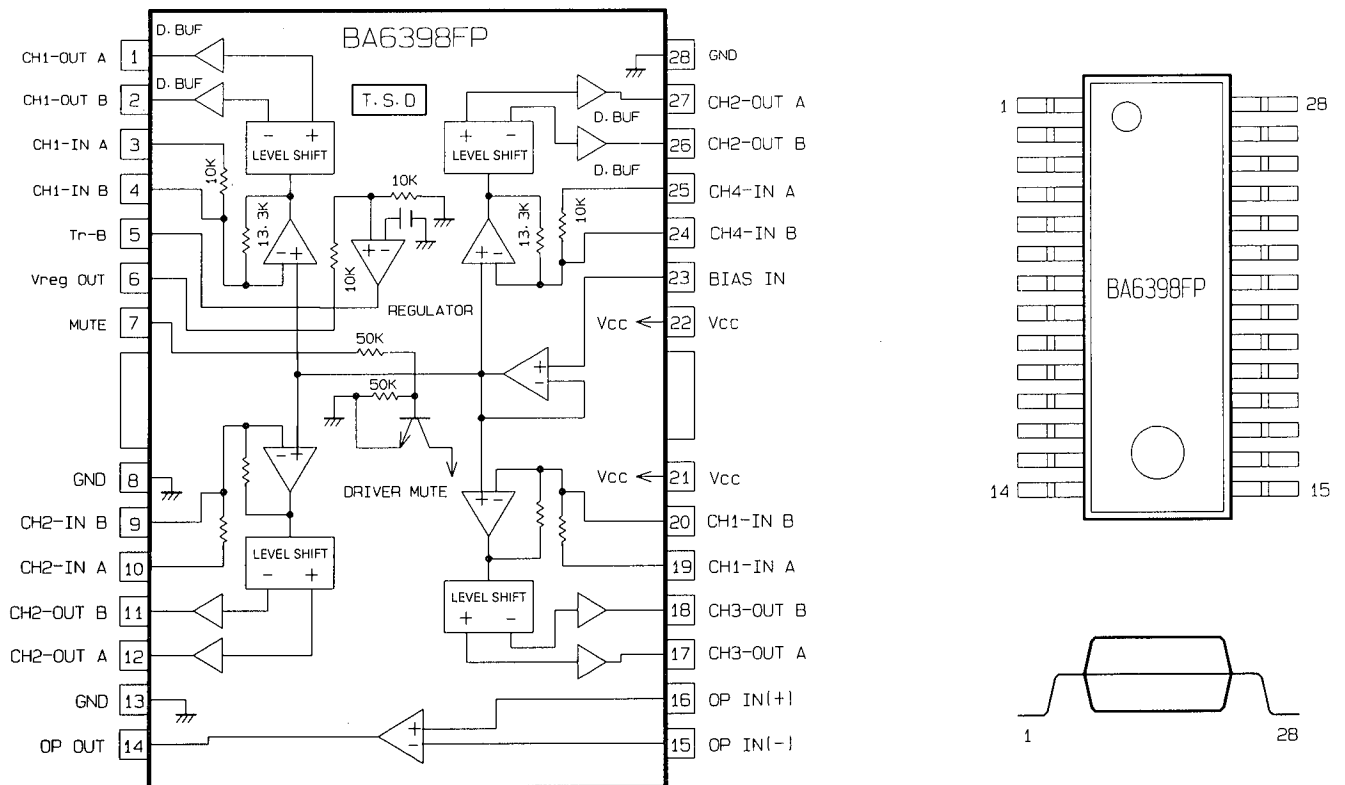 BA6398FP
T.S.D
D.BUF
CH1-OUT A 1
D.BUF
CH1-OUT B 2
CH1-IN A 3
CH1-IN B 4
Tr-B 5
Vreg OUT 6
MUTE 7
GND 8
CH2-IN B 9
CH2-IN A 10
CH2-OUT B 11
CH2-OUT A 12
GND 13
OP OUT 14
- +
LEVEL SHIFT
10K
13.3K
- +
10K
10K
+ -
REGULATOR
50K
50K
DRIVER MUTE
- +
LEVEL SHIFT
- +
+ -
LEVEL SHIFT
D.BUF
D.BUF
13.3K
10K
+ -
+
-
Vcc
Vcc
+ -
LEVEL SHIFT
+ -
+
-
28 GND
27 CH2-OUT A
26 CH2-OUT B
25 CH4-IN A
24 CH4-IN B
23 BIAS IN
22 Vcc
21 Vcc
20 CH1-IN B
19 CH1-IN A
18 CH3-OUT B
17 CH3-OUT A
16 OP IN(+)
15 OP IN(-)
1 28
BA6398FP
14 15
1 28